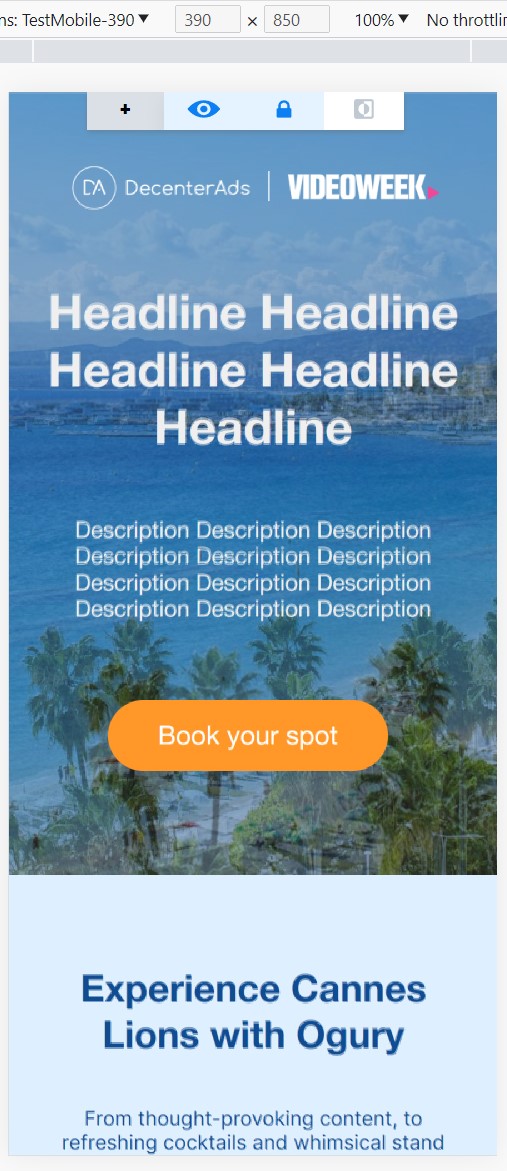 ns: TestMobile-390 ▼ 390 × 850 100% ▼ No throttlin
+
DA DecenterAds | VIDEOWEEK
Headline Headline
Headline Headline
Headline
Description Description Description
Description Description Description
Description Description Description
Description Description Description
Book your spot
Experience Cannes
Lions with Ogury
From thought-provoking content, to
refreshing cocktails and whimsical stand